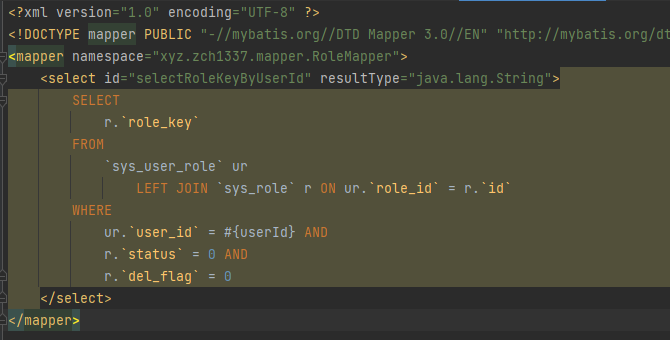 <?xml version="1.0" encoding="UTF-8" ?>
<!DOCTYPE mapper PUBLIC "-//mybatis.org//DTD Mapper 3.0//EN" "http://mybatis.org/dt
<mapper namespace="xyz.zch1337.mapper.RoleMapper">
<select id="selectRoleKeyByUserId" resultType="java.lang.String">
SELECT
r.`role_key`
FROM
`sys_user_role` ur
LEFT JOIN `sys_role` r ON ur.`role_id` = r.`id`
WHERE
ur.`user_id` = #{userId} AND
r.`status` = 0 AND
r.`del_flag` = 0
</select>
</mapper>